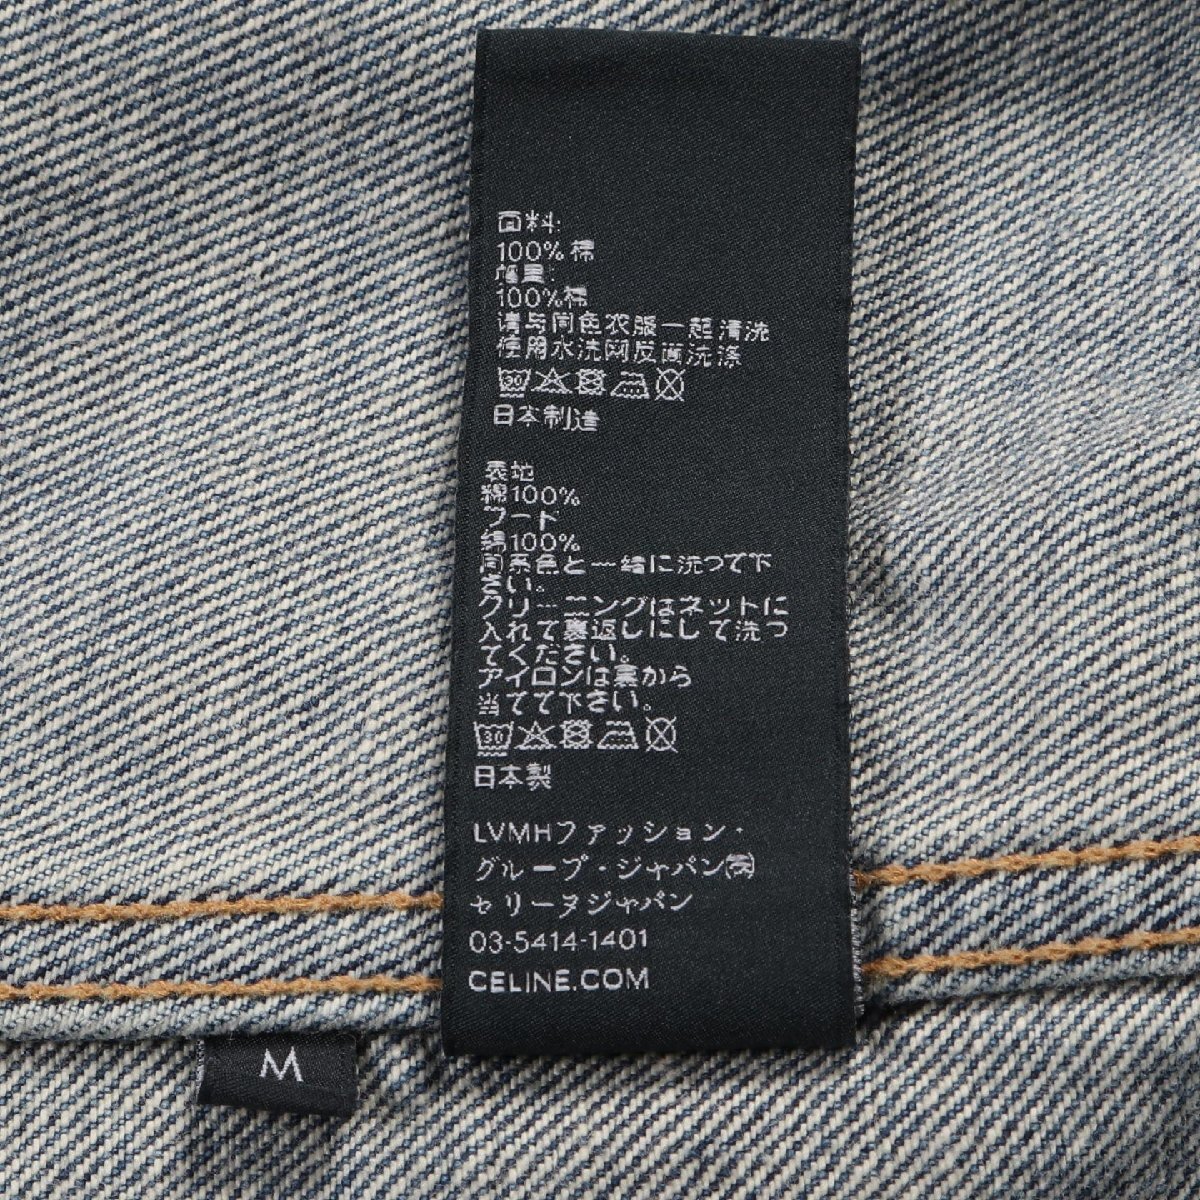 面料:
100% 棉
帽里:
100%棉
请与同色衣服一起清洗
使用水洗网反面洗涤
30
日本制造
表地
綿100%
フード
綿100%
同系色と一緒に洗って下
さい。
クリーニングはネットに
入れて裏返しにして洗っ
てください。
アイロンは裏から
当てて下さい。
30
日本製
LVMHファッション・
グループ・ジャパン㈱
セリーヌジャパン
03-5414-1401
CELINE.COM
M